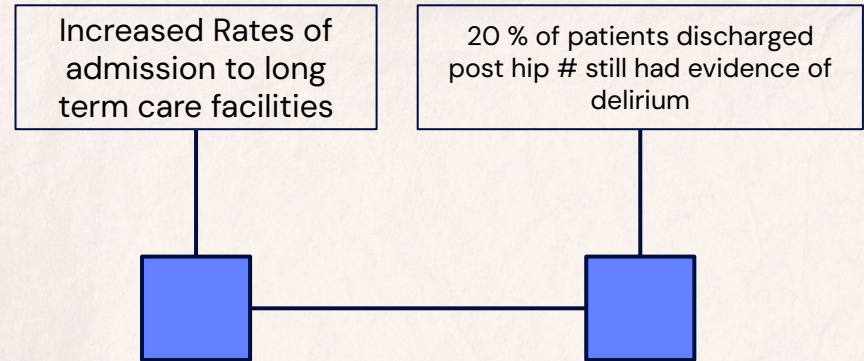 Increased Rates of
admission to long
term care facilities
20 % of patients discharged
post hip # still had evidence of
delirium